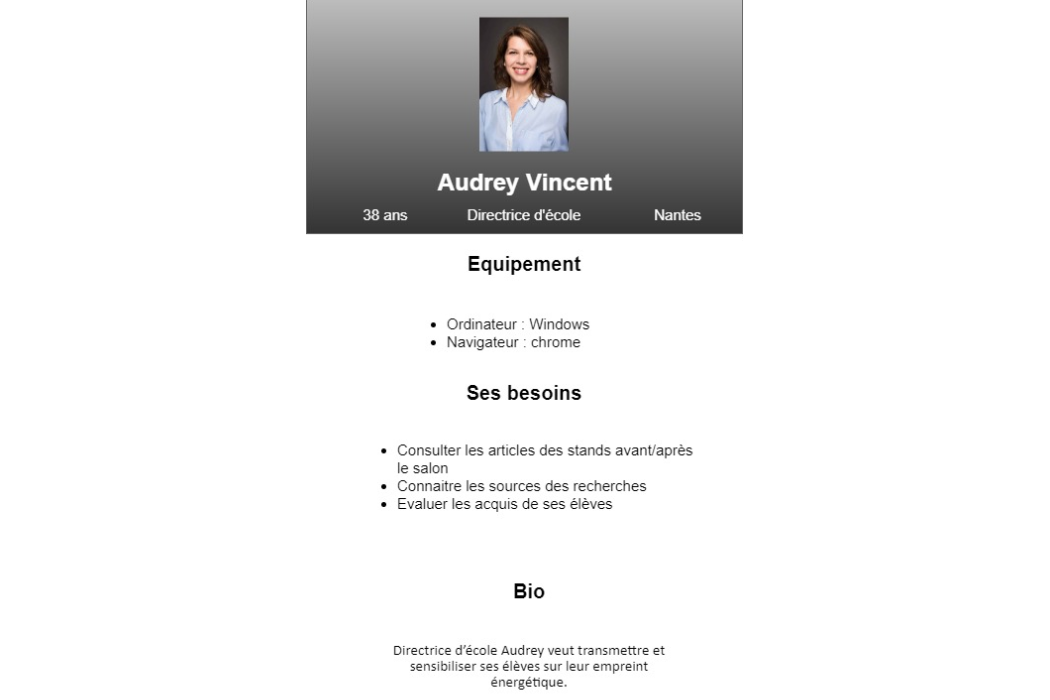 Audrey Vincent
38 ans Directrice d'école Nantes
Equipement
Ordinateur : Windows
Navigateur : chrome
Ses besoins
Consulter les articles des stands avant/après
le salon
Connaitre les sources des recherches
Evaluer les acquis de ses élèves
Bio
Directrice d’école Audrey veut transmettre et
sensibiliser ses élèves sur leur empreint
énergétique.